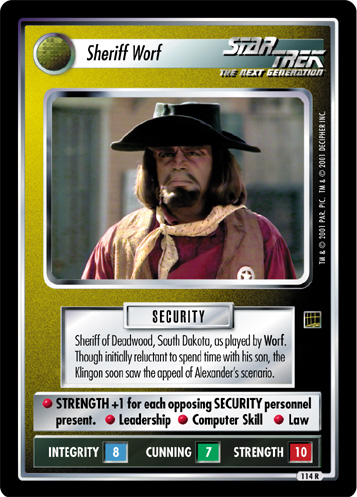 Sheriff Worf
STAR TREK
THE NEXT GENERATION
TM & © 2001 PAR. PIC. TM & © 2001 DECIPHER INC.
SECURITY
Sheriff of Deadwood, South Dakota, as played by Worf.
Though initially reluctant to spend time with his son, the
Klingon soon saw the appeal of Alexander's scenario.
• STRENGTH +1 for each opposing SECURITY personnel
present. • Leadership • Computer Skill • Law
INTEGRITY 8 CUNNING 7 STRENGTH 10
114 R